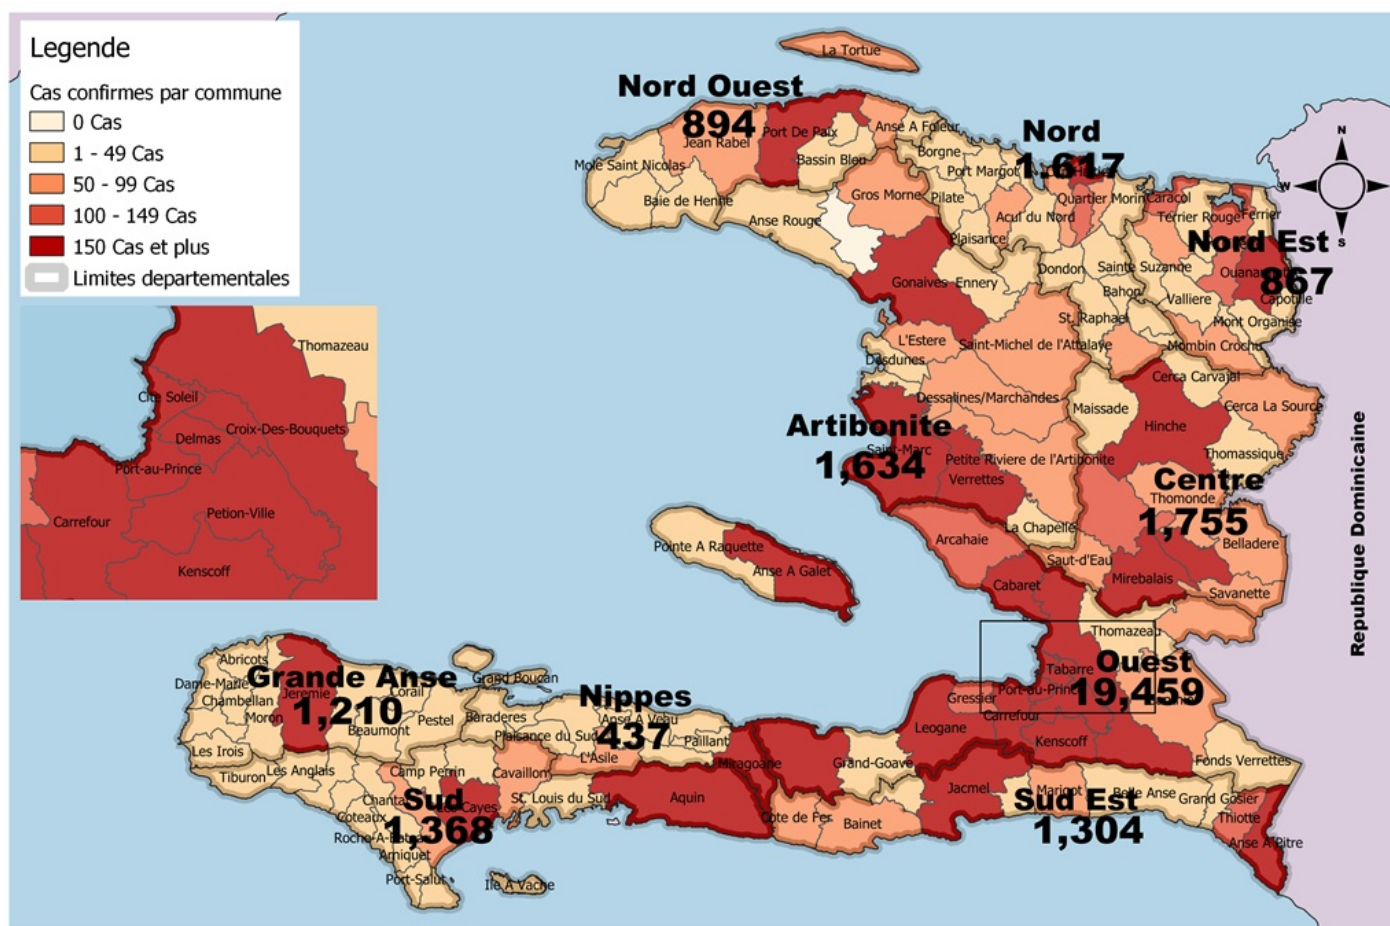 Legende
Cas confirmes par commune
0 Cas
1 - 49 Cas
50 - 99 Cas
100 - 149 Cas
150 Cas et plus
Limites departementales
Thomazeau
Cite Soleil
Croix-Des-Bouquets
Delmas
Port-au-Prince
Petion-Ville
Carrefour
Kenscoff
La Tortue
Nord Ouest
894
Port De Paix
Jean Rabel
Anse A Foleur
Mole Saint Nicolas
Bassin Bleu
Baie de Henne
Anse Rouge
Gros Morne
Nord
1.617
Borgne
Port Margot
Pilate
Quartier Morin
Caracol
Acul du Nord
Terrier Rouge
Ferrier
Plaisance
N
W
S
Nord Est
867
Capotille
Gonaives
Ennery
Dondon
Sainte Suzanne
Bahon
Valliere
St. Raphael
Mont Organise
L'Estere
Saint-Michel de l'Attalaye
Mombin Crochu
Desdunes
Cerca Carvajal
Dessalines/Marchandes
Maissade
Cerca La Source
Hinche
Artibonite
1,634
Saint-Marc
Petite Riviere de l'Artibonite
Verrettes
Thomassique
Centre
1,755
Thomonde
La Chapelle
Belladere
Arcahaie
Saut-d'Eau
Cabaret
Mirebalais
Savanette
Pointe A Raquette
Anse A Galet
Republique Dominicaine
Thomazeau
Tabarre
Ouest
19,459
Port-au-Prince
Gressier
Carrefour
Leogane
Kenscoff
Fonds Verrettes
Abricots
Grande Anse
1,210
Dame-Marie
Chambellan
Jeremie
Corail
Moron
Beaumont
Pestel
Les Irois
Grand Boucan
Nippes
437
Baraderes
Anse A Veau
Plaisance du Sud
Paillant
L'Asile
Miragoane
Grand-Goave
Tiburon
Les Anglais
Camp Perrin
Cavaillon
St. Louis du Sud
Aquin
Sud
1,368
Coteaux
Arniquet
Port-Salut
Ile A Vache
Cote de Fer
Bainet
Jacmel
Sud Est
1,304
Marigot
Belle Anse
Grand Gosier
Thiotte
Anse A Pitre